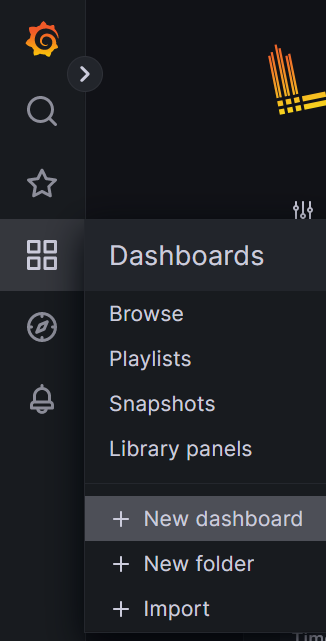 Dashboards
Browse
Playlists
Snapshots
Library panels
New dashboard
New folder
Import